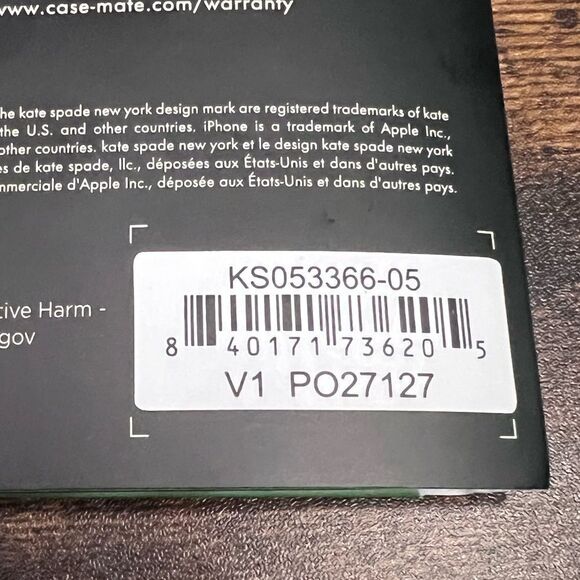 www.case-mate.com/warranty
he kate spade new york design mark are registered trademarks of kate
the U.S. and other countries. iPhone is a trademark of Apple Inc.,
other countries. kate spade new york et le design kate spade new york
es de kate spade, llc., déposées aux États-Unis et dans d'autres pays.
mmerciale d'Apple Inc., déposée aux États-Unis et dans d'autres pays.
tive Harm -
gov
KS053366-05
8 40171 73620 5
V1 PO27127